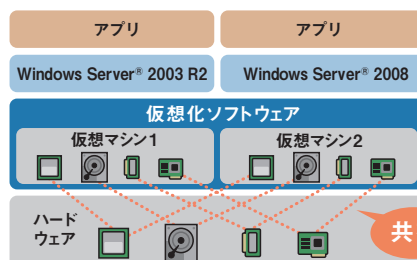 アプリ
アプリ
Windows Server® 2003 R2
Windows Server® 2008
仮想化ソフトウェア
仮想マシン1
仮想マシン2
ハード
ウェア
共